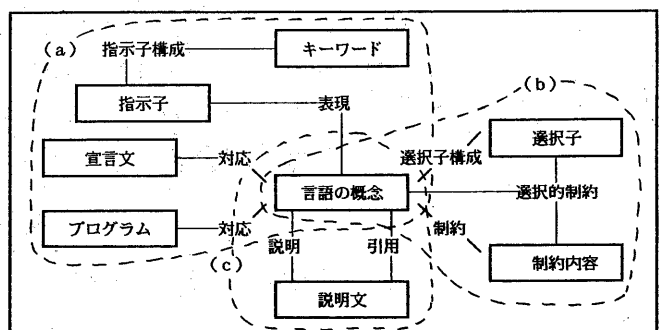 (a) 指示子構成 キーワード
指示子 表現
(b)
宣言文 対応 選択子構成 選択子
言語の概念 選択的制約
プログラム 対応 制約
(c) 説明 引用 制約内容
説明文